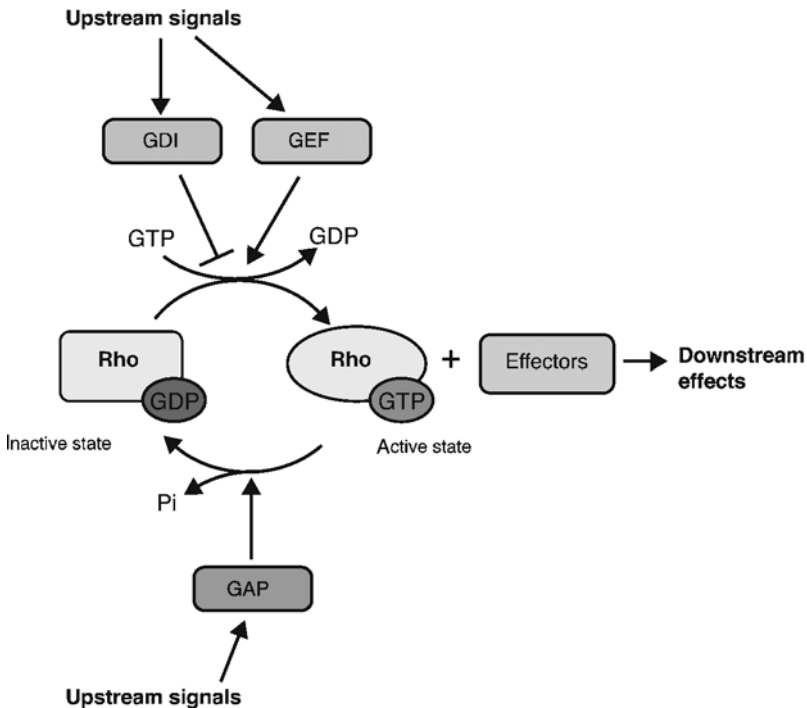 Upstream signals
GDI
GEF
GTP
GDP
Rho
GDP
Inactive state
Rho
GTP
Active state
+
Effectors
Downstream
effects
Pi
GAP
Upstream signals